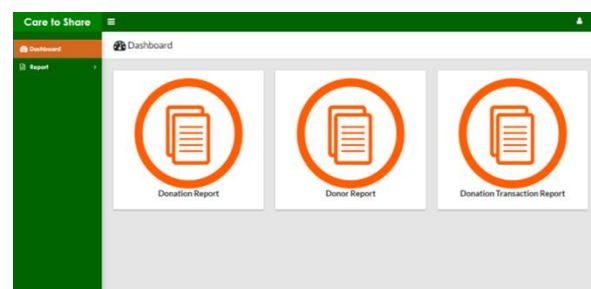 Care to Share
Dashboard
Dashboard
Report
Donation Report
Donor Report
Donation Transaction Report